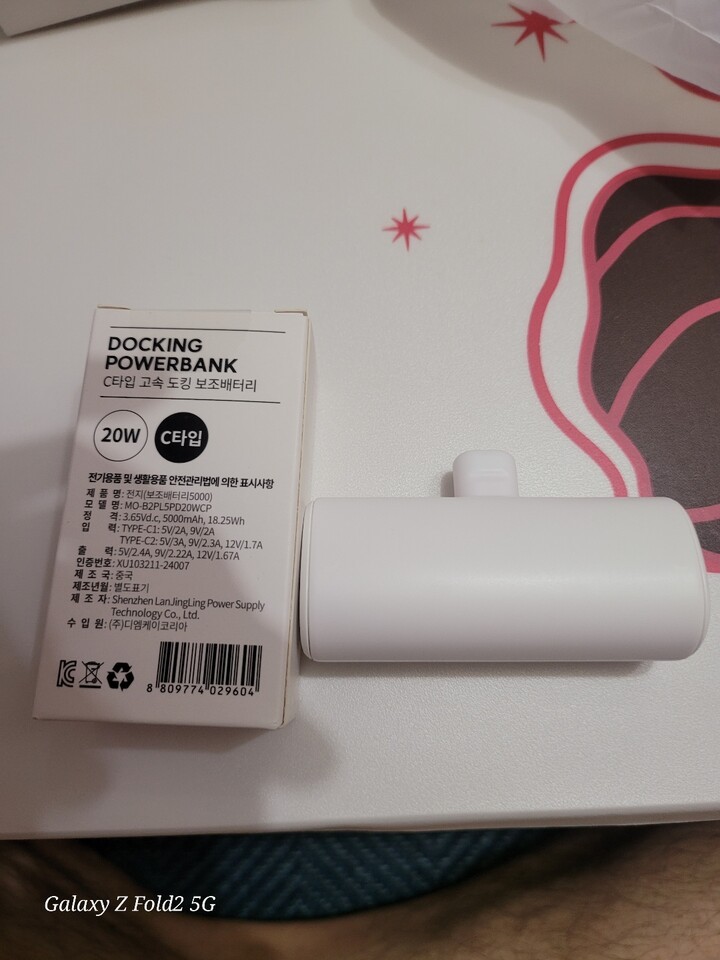 DOCKING
POWERBANK
C타입 고속 도킹 보조배터리
20W
C타입
전기용품 및 생활용품 안전관리법에 의한 표시사항
제 품 명: 전지(보조배터리5000)
모 델 명: MO-B2PL5PD20WCP
정 격: 3.65Vd.c, 5000mAh, 18.25Wh
입 력: TYPE-C1: 5V/2A, 9V/2A
TYPE-C2: 5V/3A, 9V/2.3A, 12V/1.7A
출 력: 5V/2.4A, 9V/2.22A, 12V/1.67A
인증번호: XU103211-24007
제 조 국: 중국
제조년월: 별도표기
제 조 자: Shenzhen LanJingLing Power Supply
Technology Co., Ltd.
수 입 원: (주)디엠케이코리아
8 809774 029604
Galaxy Z Fold2 5G